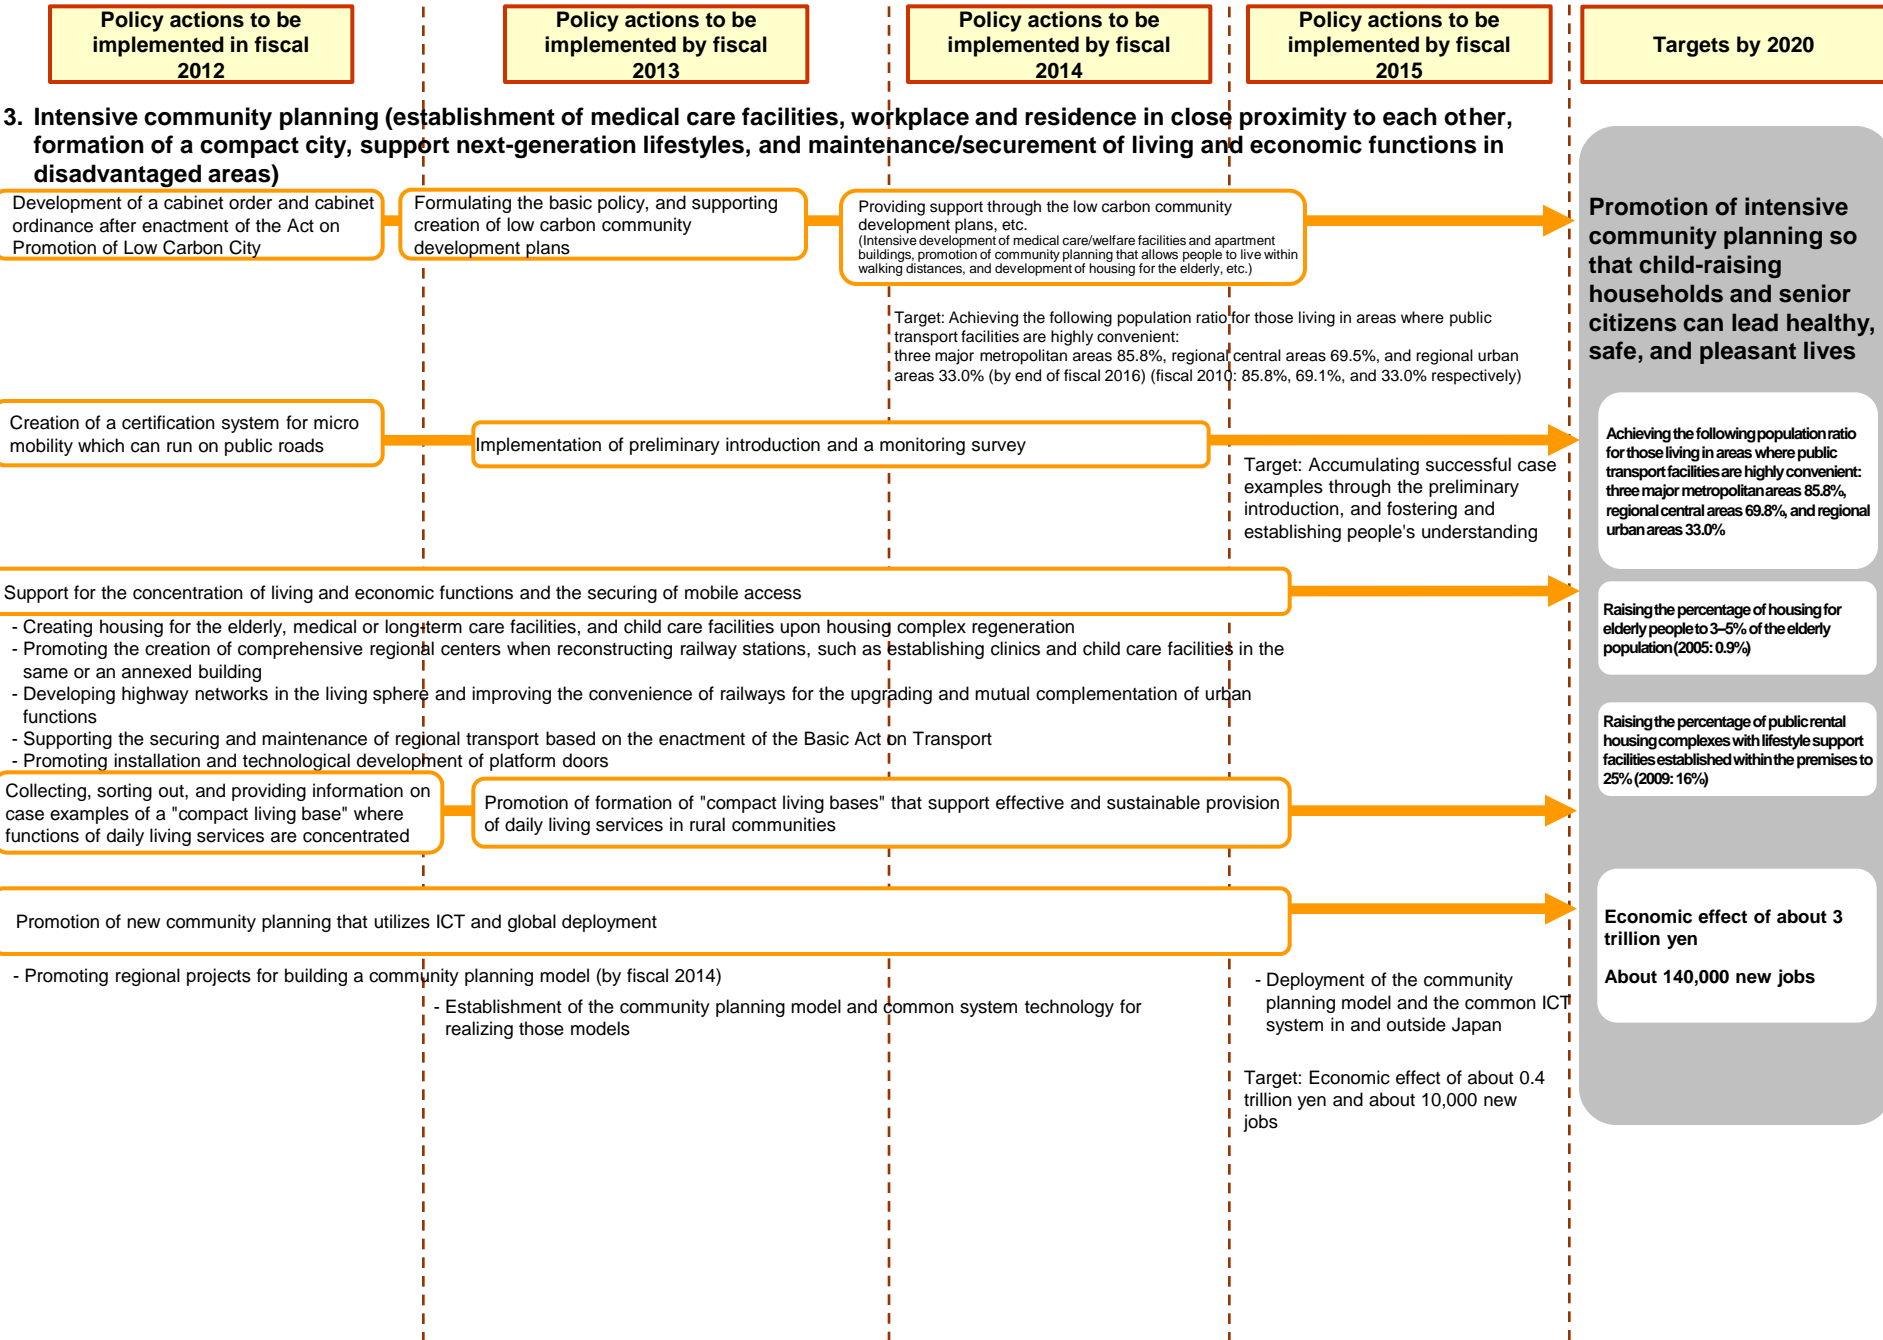 Policy actions to be
implemented in fiscal
2012
Policy actions to be
implemented by fiscal
2013
Policy actions to be
implemented by fiscal
2014
Policy actions to be
implemented by fiscal
2015
Targets by 2020
3. Intensive community planning (establishment of medical care facilities, workplace and residence in close proximity to each other,
formation of a compact city, support next-generation lifestyles, and maintenance/securement of living and economic functions in
disadvantaged areas)
Development of a cabinet order and cabinet
ordinance after enactment of the Act on
Promotion of Low Carbon City
Formulating the basic policy, and supporting
creation of low carbon community
development plans
Providing support through the low carbon community
development plans, etc.
(Intensive development of medical care/welfare facilities and apartment
buildings, promotion of community planning that allows people to live within
walking distances, and development of housing for the elderly, etc.)
Target: Achieving the following population ratio for those living in areas where public
transport facilities are highly convenient:
three major metropolitan areas 85.8%, regional central areas 69.5%, and regional urban
areas 33.0% (by end of fiscal 2016) (fiscal 2010: 85.8%, 69.1%, and 33.0% respectively)
Creation of a certification system for micro
mobility which can run on public roads
Implementation of preliminary introduction and a monitoring survey
Target: Accumulating successful case
examples through the preliminary
introduction, and fostering and
establishing people's understanding
Support for the concentration of living and economic functions and the securing of mobile access
- Creating housing for the elderly, medical or long-term care facilities, and child care facilities upon housing complex regeneration
- Promoting the creation of comprehensive regional centers when reconstructing railway stations, such as establishing clinics and child care facilities in the
same or an annexed building
- Developing highway networks in the living sphere and improving the convenience of railways for the upgrading and mutual complementation of urban
functions
- Supporting the securing and maintenance of regional transport based on the enactment of the Basic Act on Transport
- Promoting installation and technological development of platform doors
Collecting, sorting out, and providing information on
case examples of a "compact living base" where
functions of daily living services are concentrated
Promotion of formation of "compact living bases" that support effective and sustainable provision
of daily living services in rural communities
Promotion of new community planning that utilizes ICT and global deployment
- Promoting regional projects for building a community planning model (by fiscal 2014)
- Establishment of the community planning model and common system technology for
realizing those models
- Deployment of the community
planning model and the common ICT
system in and outside Japan
Target: Economic effect of about 0.4
trillion yen and about 10,000 new
jobs
Promotion of intensive
community planning so
that child-raising
households and senior
citizens can lead healthy,
safe, and pleasant lives
Achieving the following population ratio
for those living in areas where public
transport facilities are highly convenient:
three major metropolitan areas 85.8%,
regional central areas 69.8%, and regional
urban areas 33.0%
Raising the percentage of housing for
elderly people to 3–5% of the elderly
population (2005: 0.9%)
Raising the percentage of public rental
housing complexes with lifestyle support
facilities established within the premises to
25% (2009: 16%)
Economic effect of about 3
trillion yen
About 140,000 new jobs